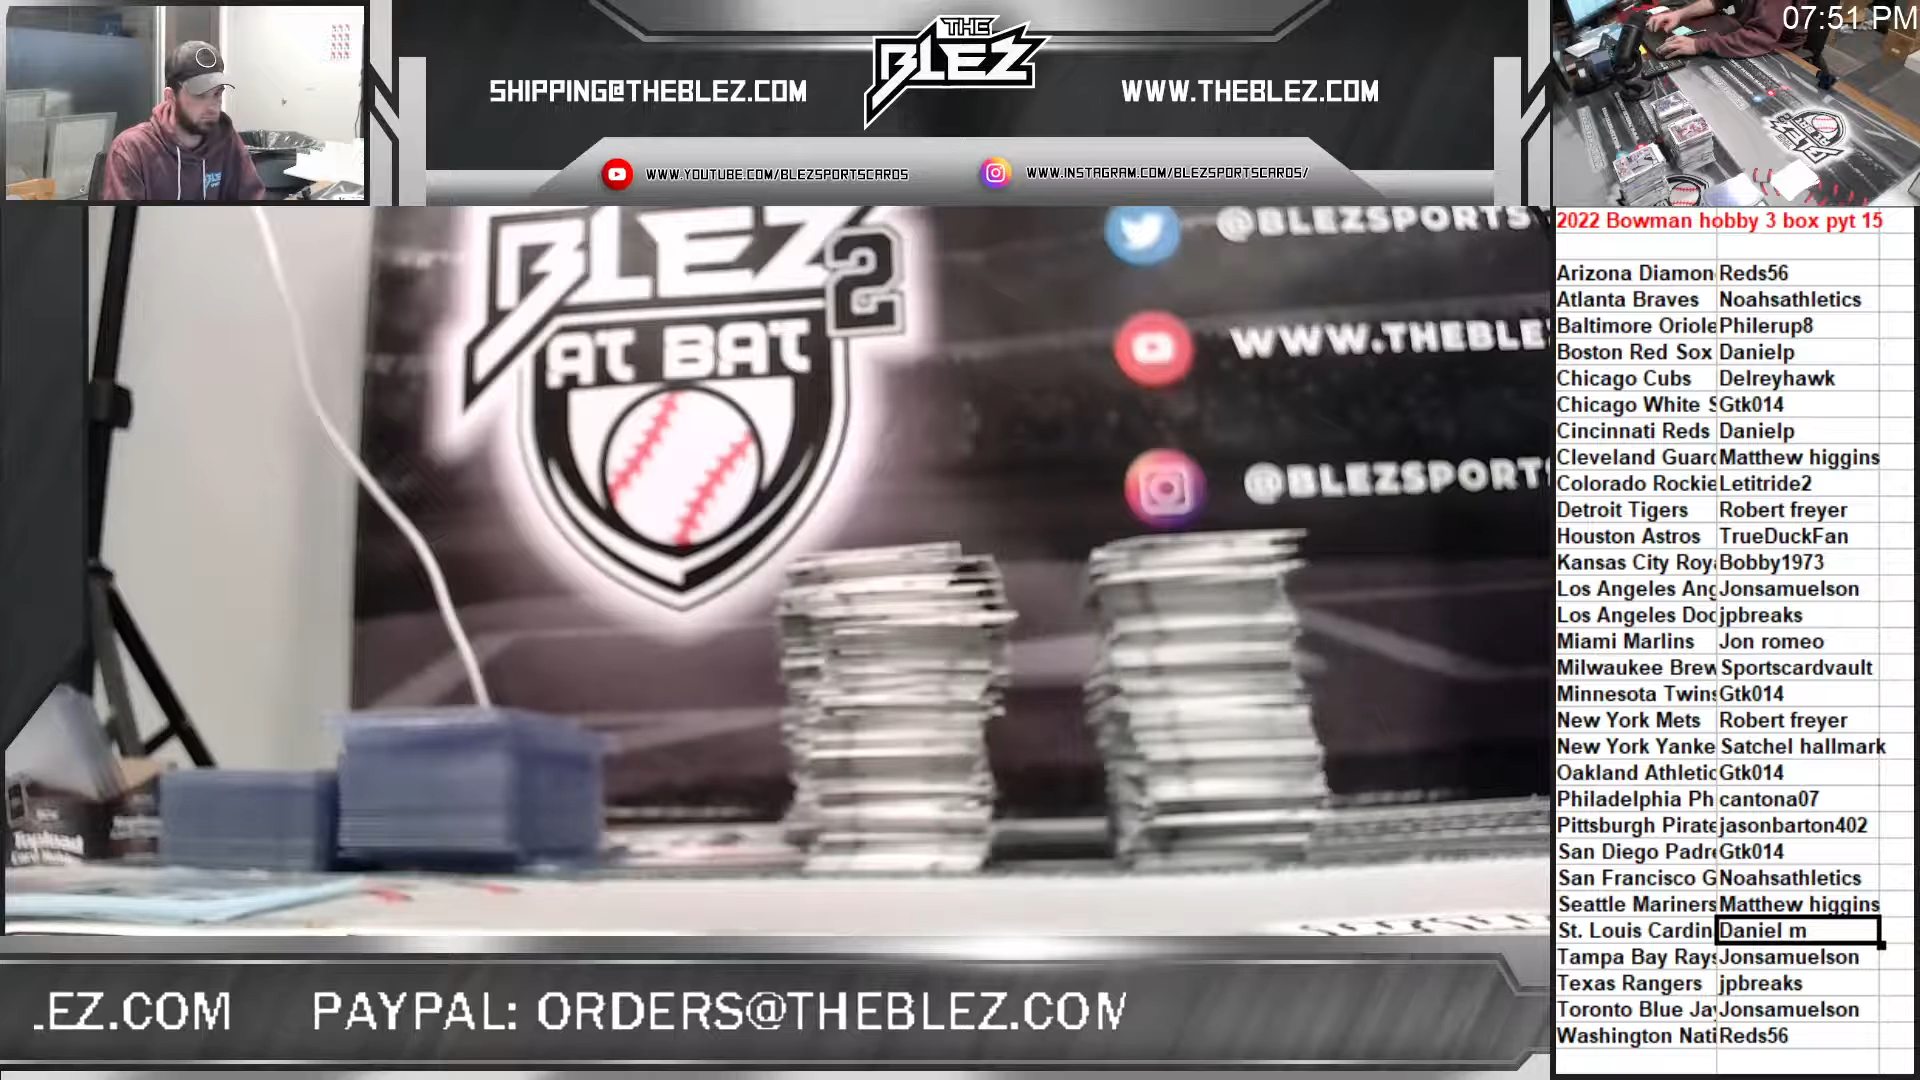 07:51 PM
THE
BLEZ
SHIPPING@THEBLEZ.COM
WWW.THEBLEZ.COM
WWW.YOUTUBE.COM/BLEZSPORTSCARDS
WWW.INSTAGRAM.COM/BLEZSPORTSCARDS/
BLEZ 2
AT BAT
@BLEZSPORTS
WWW.THEBLE
@BLEZSPORT
Topload
2022 Bowman hobby 3 box pyt 15
Arizona Diamon Reds56
Atlanta Braves Noahsathletics
Baltimore Oriole Philerup8
Boston Red Sox Danielp
Chicago Cubs Delreyhawk
Chicago White S Gtk014
Cincinnati Reds Danielp
Cleveland Guard Matthew higgins
Colorado Rockie Letitride2
Detroit Tigers Robert freyer
Houston Astros TrueDuckFan
Kansas City Roy Bobby1973
Los Angeles Ang Jonsamuelson
Los Angeles Dod jpbreaks
Miami Marlins Jon romeo
Milwaukee Brew Sportscardvault
Minnesota Twins Gtk014
New York Mets Robert freyer
New York Yanke Satchel hallmark
Oakland Athletic Gtk014
Philadelphia Ph cantona07
Pittsburgh Pirate jasonbarton402
San Diego Padre Gtk014
San Francisco G Noahsathletics
Seattle Mariners Matthew higgins
St. Louis Cardin Daniel m
Tampa Bay Rays Jonsamuelson
Texas Rangers jpbreaks
Toronto Blue Jay Jonsamuelson
Washington Nati Reds56
.EZ.COM PAYPAL: ORDERS@THEBLEZ.COM